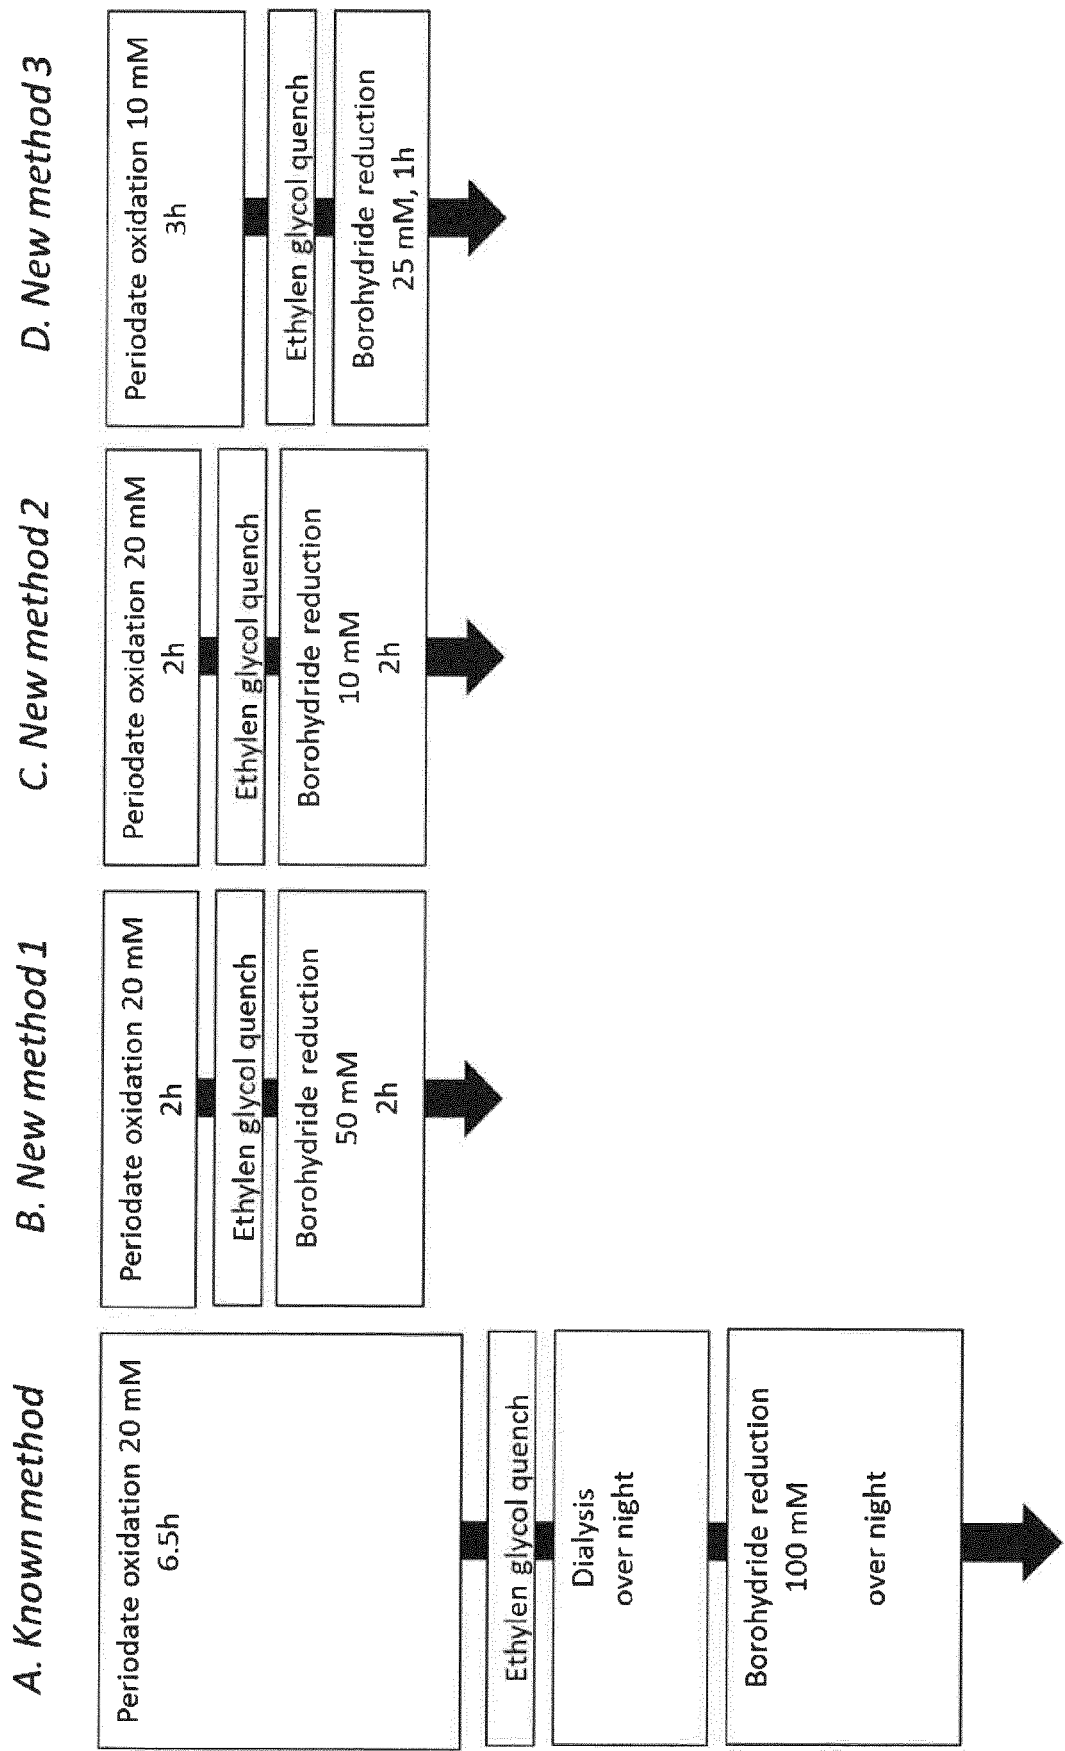 A. Known method
Periodate oxidation 20 mM
6.5h
Ethylen glycol quench
Dialysis
over night
Borohydride reduction
100 mM
over night
B. New method 1
Periodate oxidation 20 mM
2h
Ethylen glycol quench
Borohydride reduction
50 mM
2h
C. New method 2
Periodate oxidation 20 mM
2h
Ethylen glycol quench
Borohydride reduction
10 mM
2h
D. New method 3
Periodate oxidation 10 mM
3h
Ethylen glycol quench
Borohydride reduction
25 mM, 1h